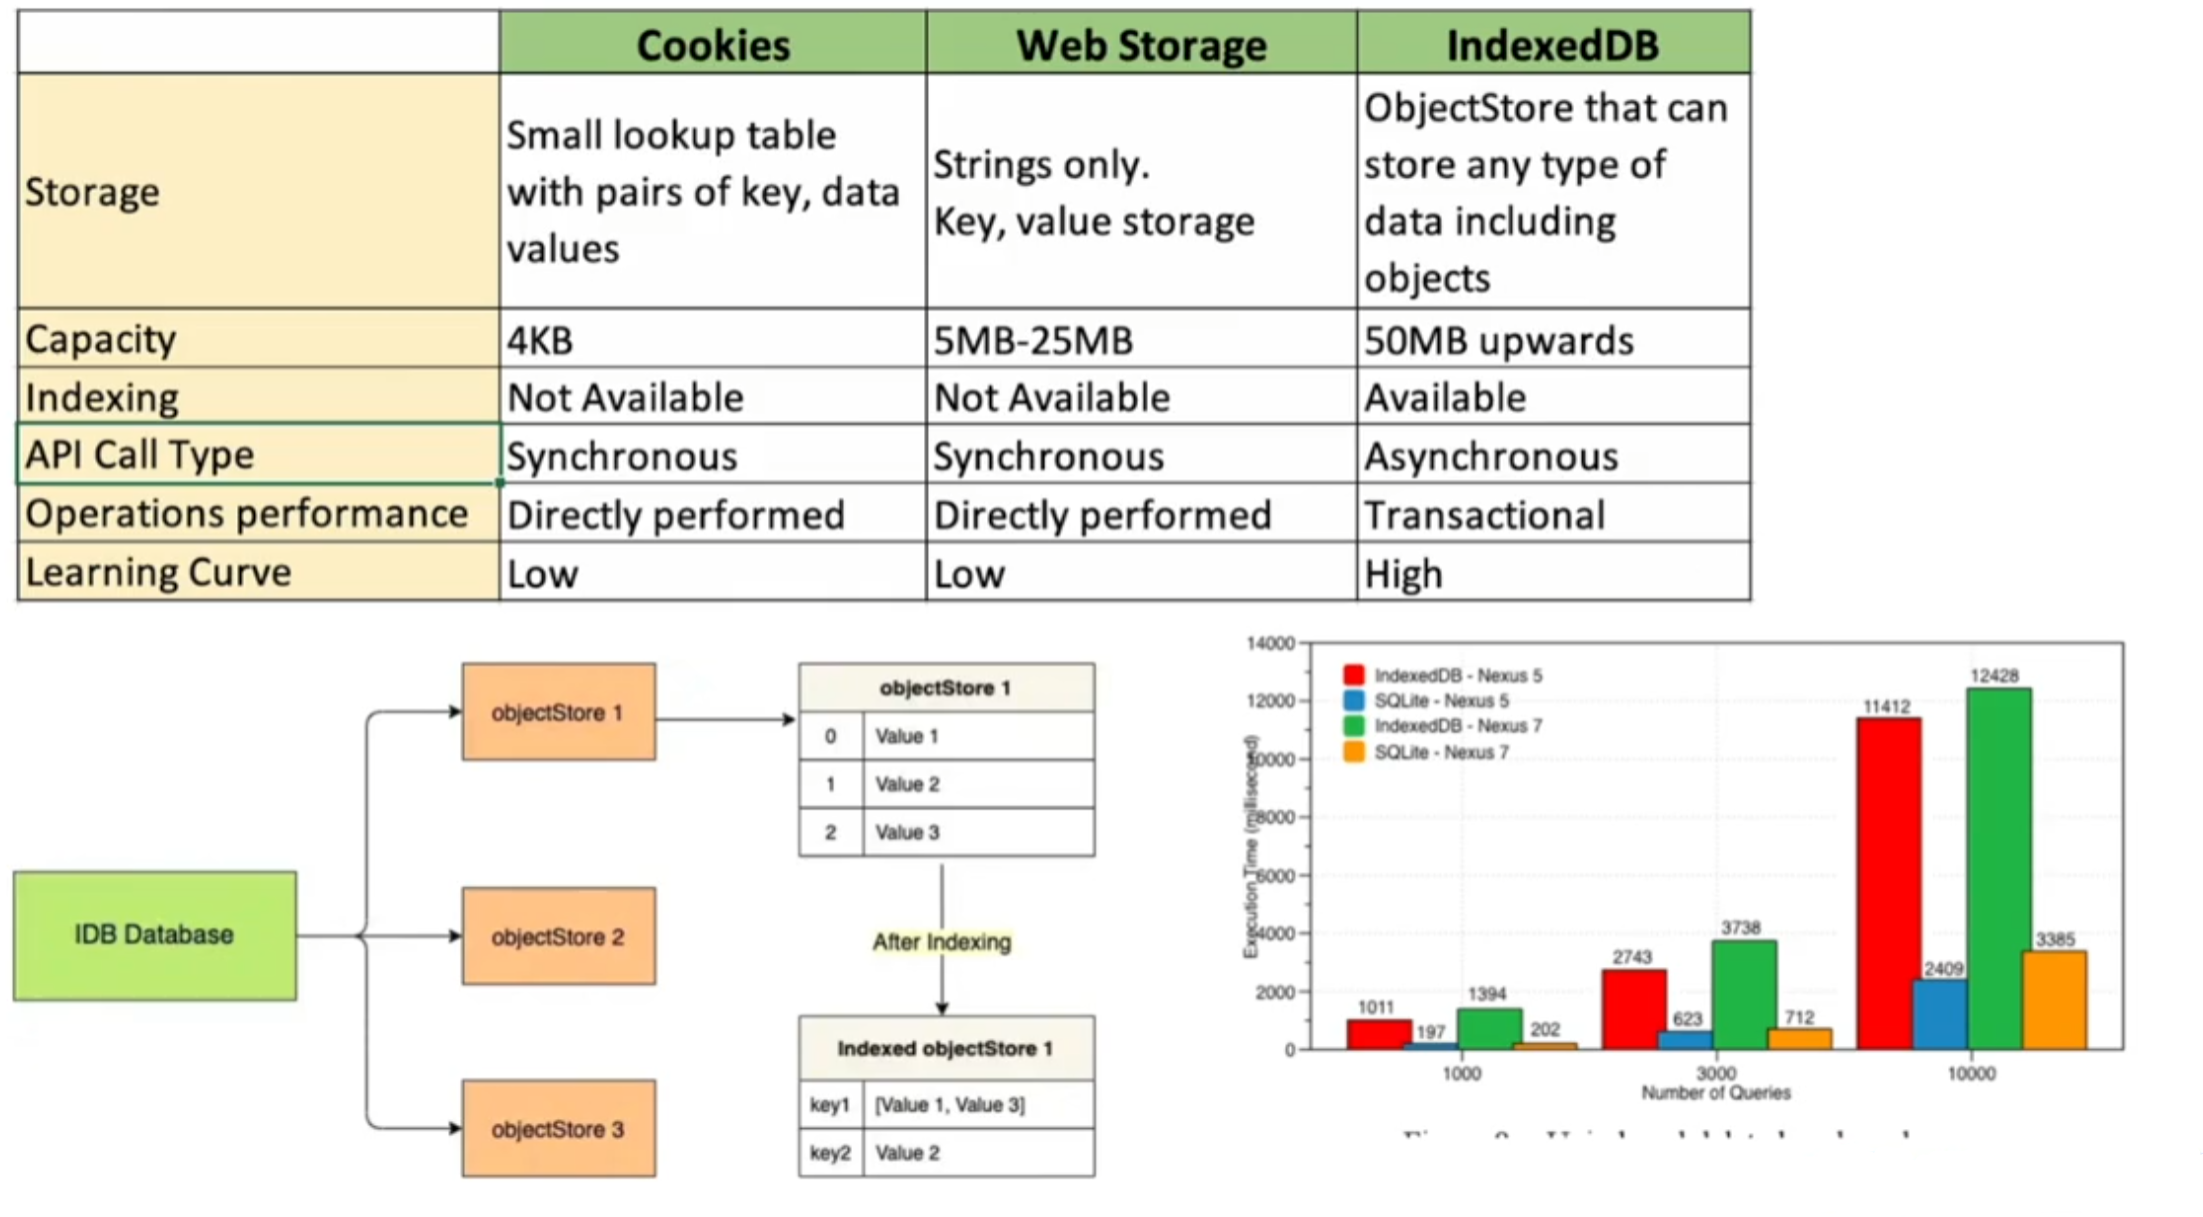 Cookies
Web Storage
IndexedDB
Storage
Small lookup table
with pairs of key, data
values
Strings only.
Key, value storage
ObjectStore that can
store any type of
data including
objects
Capacity
4KB
5MB-25MB
50MB upwards
Indexing
Not Available
Not Available
Available
API Call Type
Synchronous
Synchronous
Asynchronous
Operations performance
Directly performed
Directly performed
Transactional
Learning Curve
Low
Low
High
IDB Database
objectStore 1
objectStore 2
objectStore 3
objectStore 1
0 Value 1
1 Value 2
2 Value 3
After Indexing
Indexed objectStore 1
key1 [Value 1, Value 3]
key2 Value 2
Execution Time (millisecond)
14000
12000
10000
8000
6000
4000
2000
0
IndexedDB - Nexus 5
SQLite - Nexus 5
IndexedDB - Nexus 7
SQLite - Nexus 7
1011
197
1394
202
2743
623
3738
712
11412
2409
12428
3385
1000
3000
10000
Number of Queries